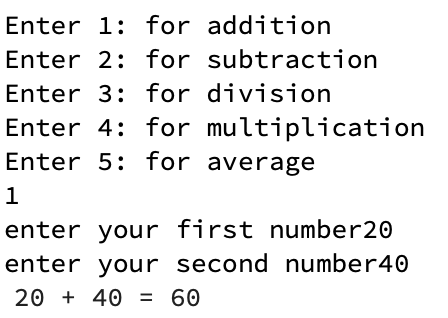 Enter 1: for addition
Enter 2: for subtraction
Enter 3: for division
Enter 4: for multiplication
Enter 5: for average
1
enter your first number20
enter your second number40
20 + 40 = 60